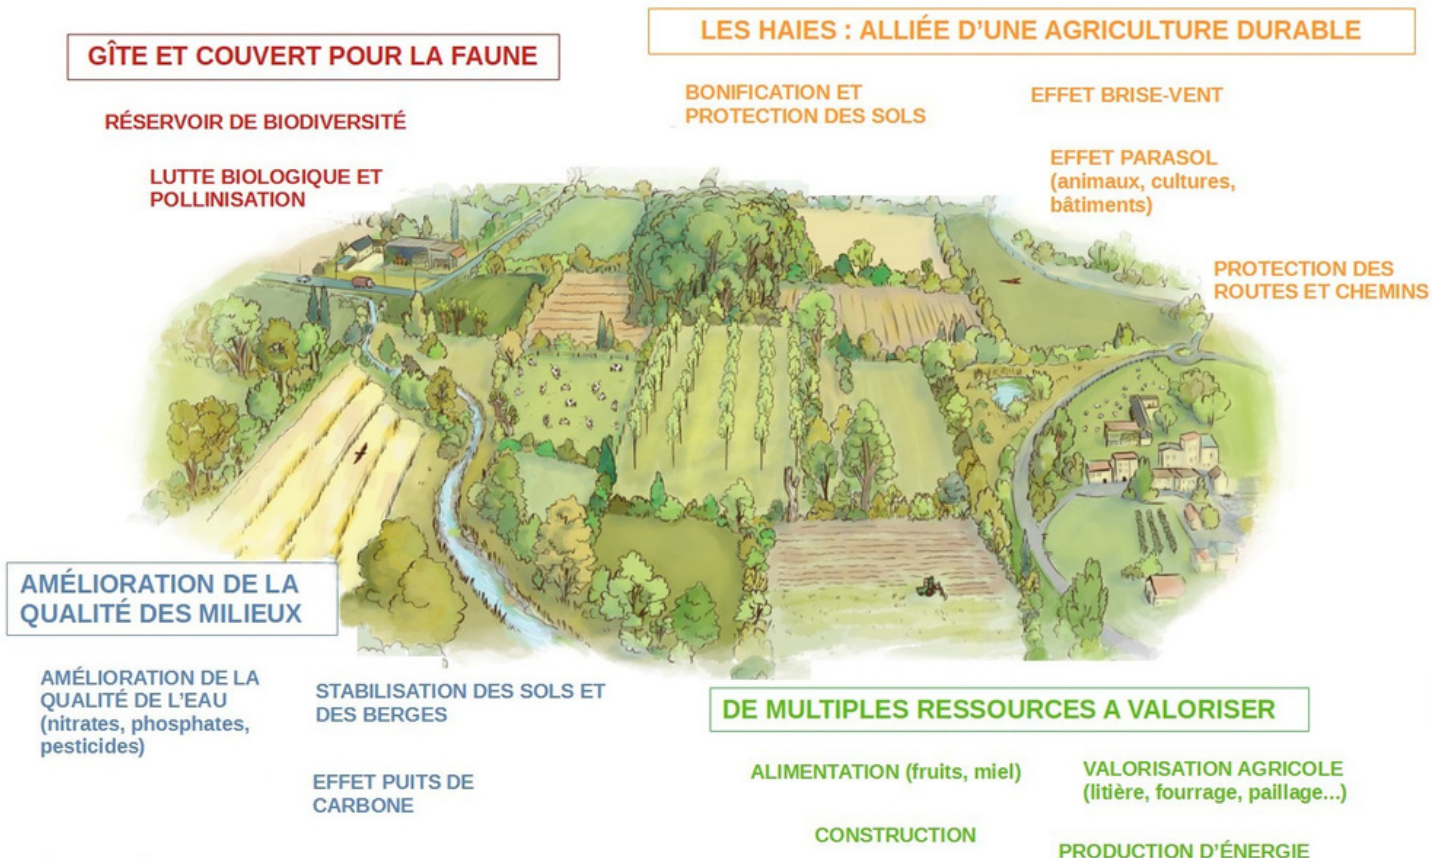 GÎTE ET COUVERT POUR LA FAUNE
RÉSERVOIR DE BIODIVERSITÉ
LUTTE BIOLOGIQUE ET
POLLINISATION
LES HAIES : ALLIÉE D'UNE AGRICULTURE DURABLE
BONIFICATION ET
PROTECTION DES SOLS
EFFET BRISE-VENT
EFFET PARASOL
(animaux, cultures,
bâtiments)
PROTECTION DES
ROUTES ET CHEMINS
AMÉLIORATION DE LA
QUALITÉ DES MILIEUX
AMÉLIORATION DE LA
QUALITÉ DE L'EAU
(nitrates, phosphates,
pesticides)
STABILISATION DES SOLS ET
DES BERGES
EFFET PUITS DE
CARBONE
DE MULTIPLES RESSOURCES A VALORISER
ALIMENTATION (fruits, miel)
VALORISATION AGRICOLE
(litière, fourrage, paillage...)
CONSTRUCTION
PRODUCTION D'ÉNERGIE